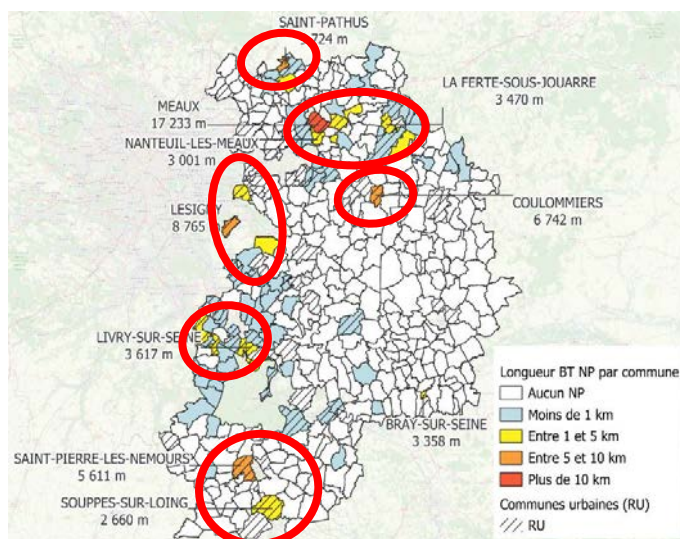 SAINT-PATHUS
724 m
LA FERTE-SOUS-JOUARRE
3 470 m
MEAUX
17 233 m
NANTEUIL-LES-MEAUX
3 001 m
COULOMMIERS
6 742 m
LESIGNY
8 765 m
LIVRY-SUR-SEINE
3 617 m
BRAY-SUR-SEINE
3 358 m
SAINT-PIERRE-LES-NEMOURS
5 611 m
SOUPPES-SUR-LOING
2 660 m
Longueur BT NP par commune
Aucun NP
Moins de 1 km
Entre 1 et 5 km
Entre 5 et 10 km
Plus de 10 km
Communes urbaines (RU)
RU